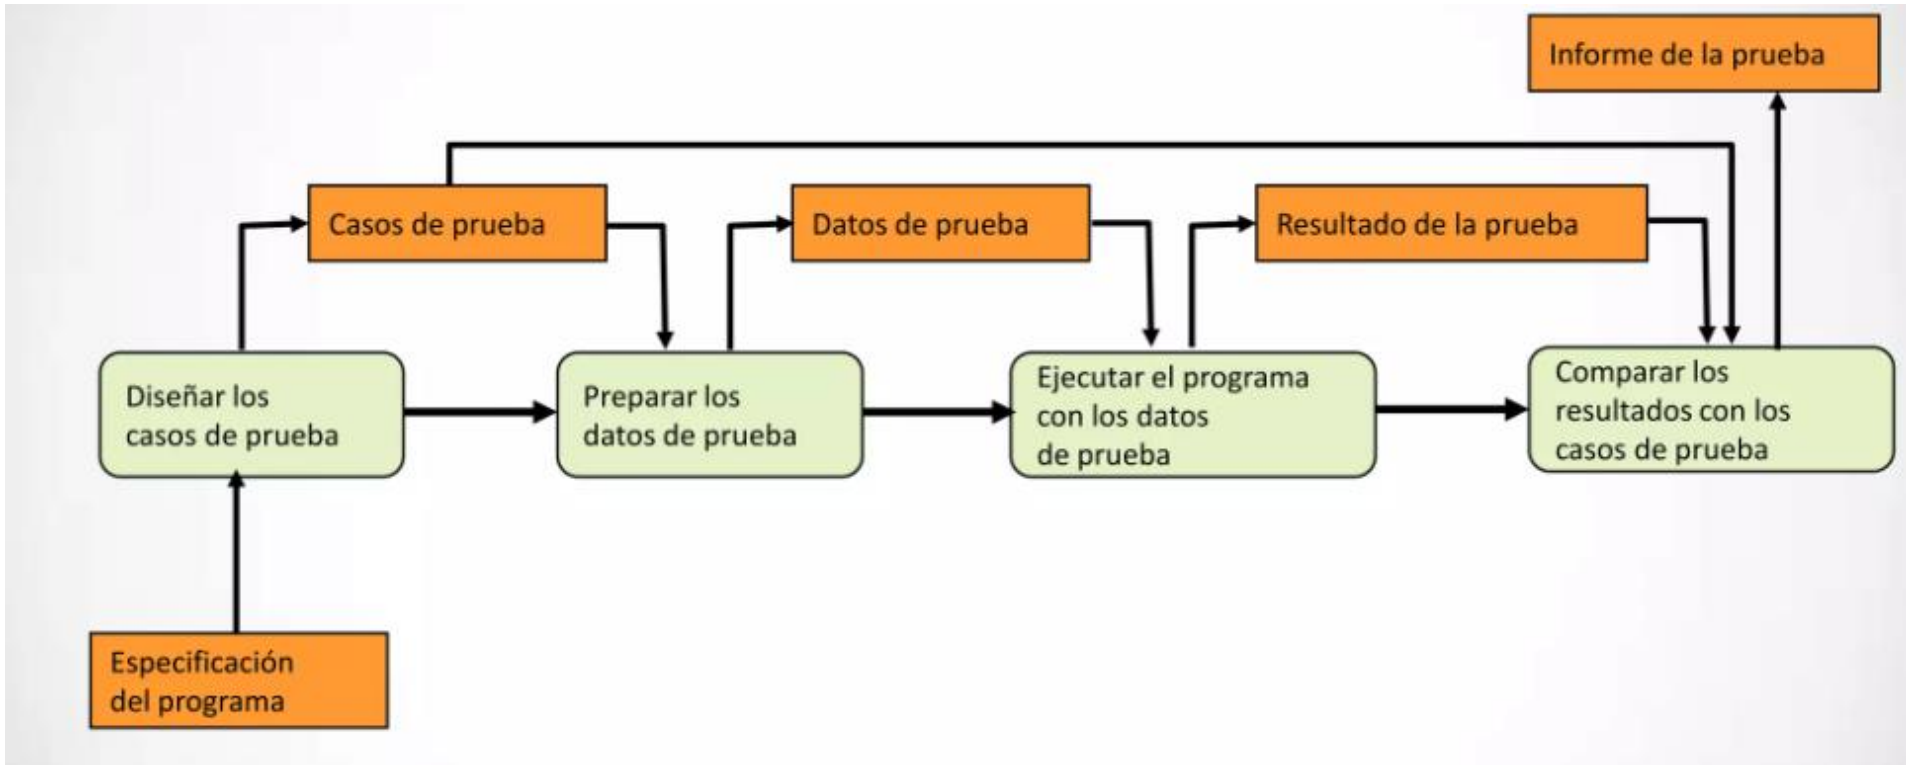 Informe de la prueba
Casos de prueba
Datos de prueba
Resultado de la prueba
Diseñar los
casos de prueba
Preparar los
datos de prueba
Ejecutar el programa
con los datos
de prueba
Comparar los
resultados con los
casos de prueba
Especificación
del programa